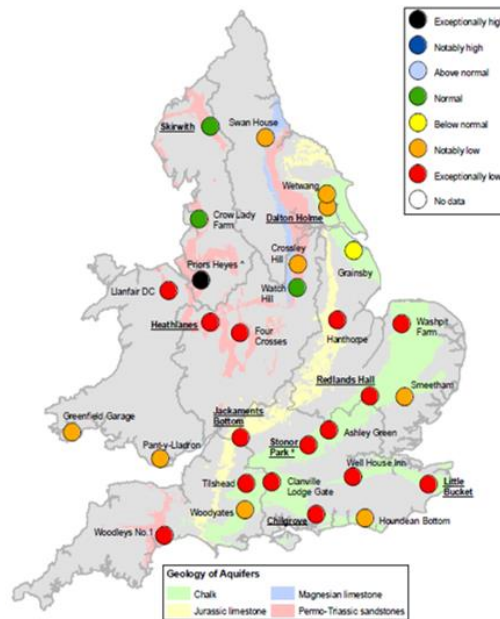 Exceptionally high
Notably high
Above normal
Normal
Below normal
Notably low
Exceptionally low
No data
Swan House
Skirwith
Wetwang
Dalton Holme
Crow Lady
Farm
Crossley
Hill
Grainsby
Priors Heyes ^
Watch
Hill
Llanfair DC
Heathlanes
Four
Crosses
Hanthorpe
Washpit
Farm
Redlands Hall
Smeetham
Greenfield Garage
Jackaments
Bottom
Pant-y-Lladron
Stonor
Park *
Ashley Green
Well House Inn
Tilshead
Clanville
Lodge Gate
Little
Bucket
Woodyates
Woodleys No.1
Chilgrove
Houndean Bottom
Geology of Aquifers
Chalk
Magnesian limestone
Jurassic limestone
Permo-Triassic sandstones